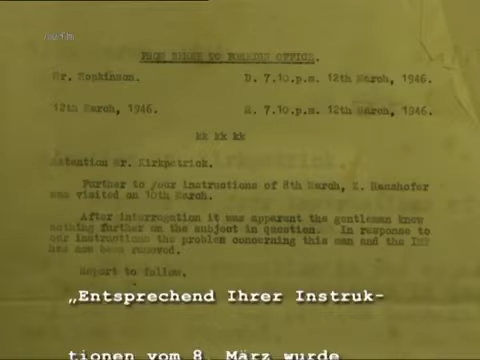 FROM ZURICH TO FOREIGN OFFICE.
Mr. Hopkinson. D. 7.10.p.m. 12th March, 1946.
12th March, 1946. R. 7.10.p.m. 12th March, 1946.
kk kk kk
Attention Mr. Kirkpatrick.
Further to your instructions of 8th March, K. Haushofer
was visited on 10th March.
After interrogation it was apparent the gentleman knew
nothing further on the subject in question. In response to
our instructions the problem concerning this man and the
has now been removed.
Report to follow.
„Entsprechend Ihrer Instruk-
tionen vom 8. März wurde